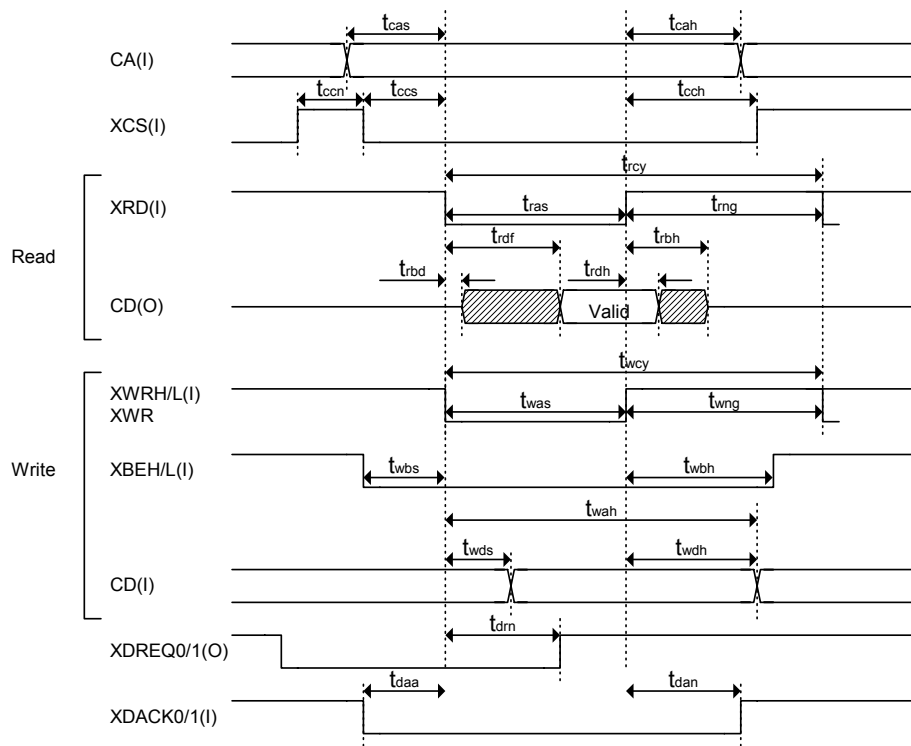 tcas tcah
CA(I)
tccn tccs tcch
XCS(I)
trcy
XRD(I) tras trng
Read
trdf trbh
trbd trdh
CD(O) Valid
twcy
XWRH/L(I)
XWR twas twng
Write XBEH/L(I) twbs twbh
twah
twds twdh
CD(I)
tdrn
XDREQ0/1(O)
tdaa tdan
XDACK0/1(I)